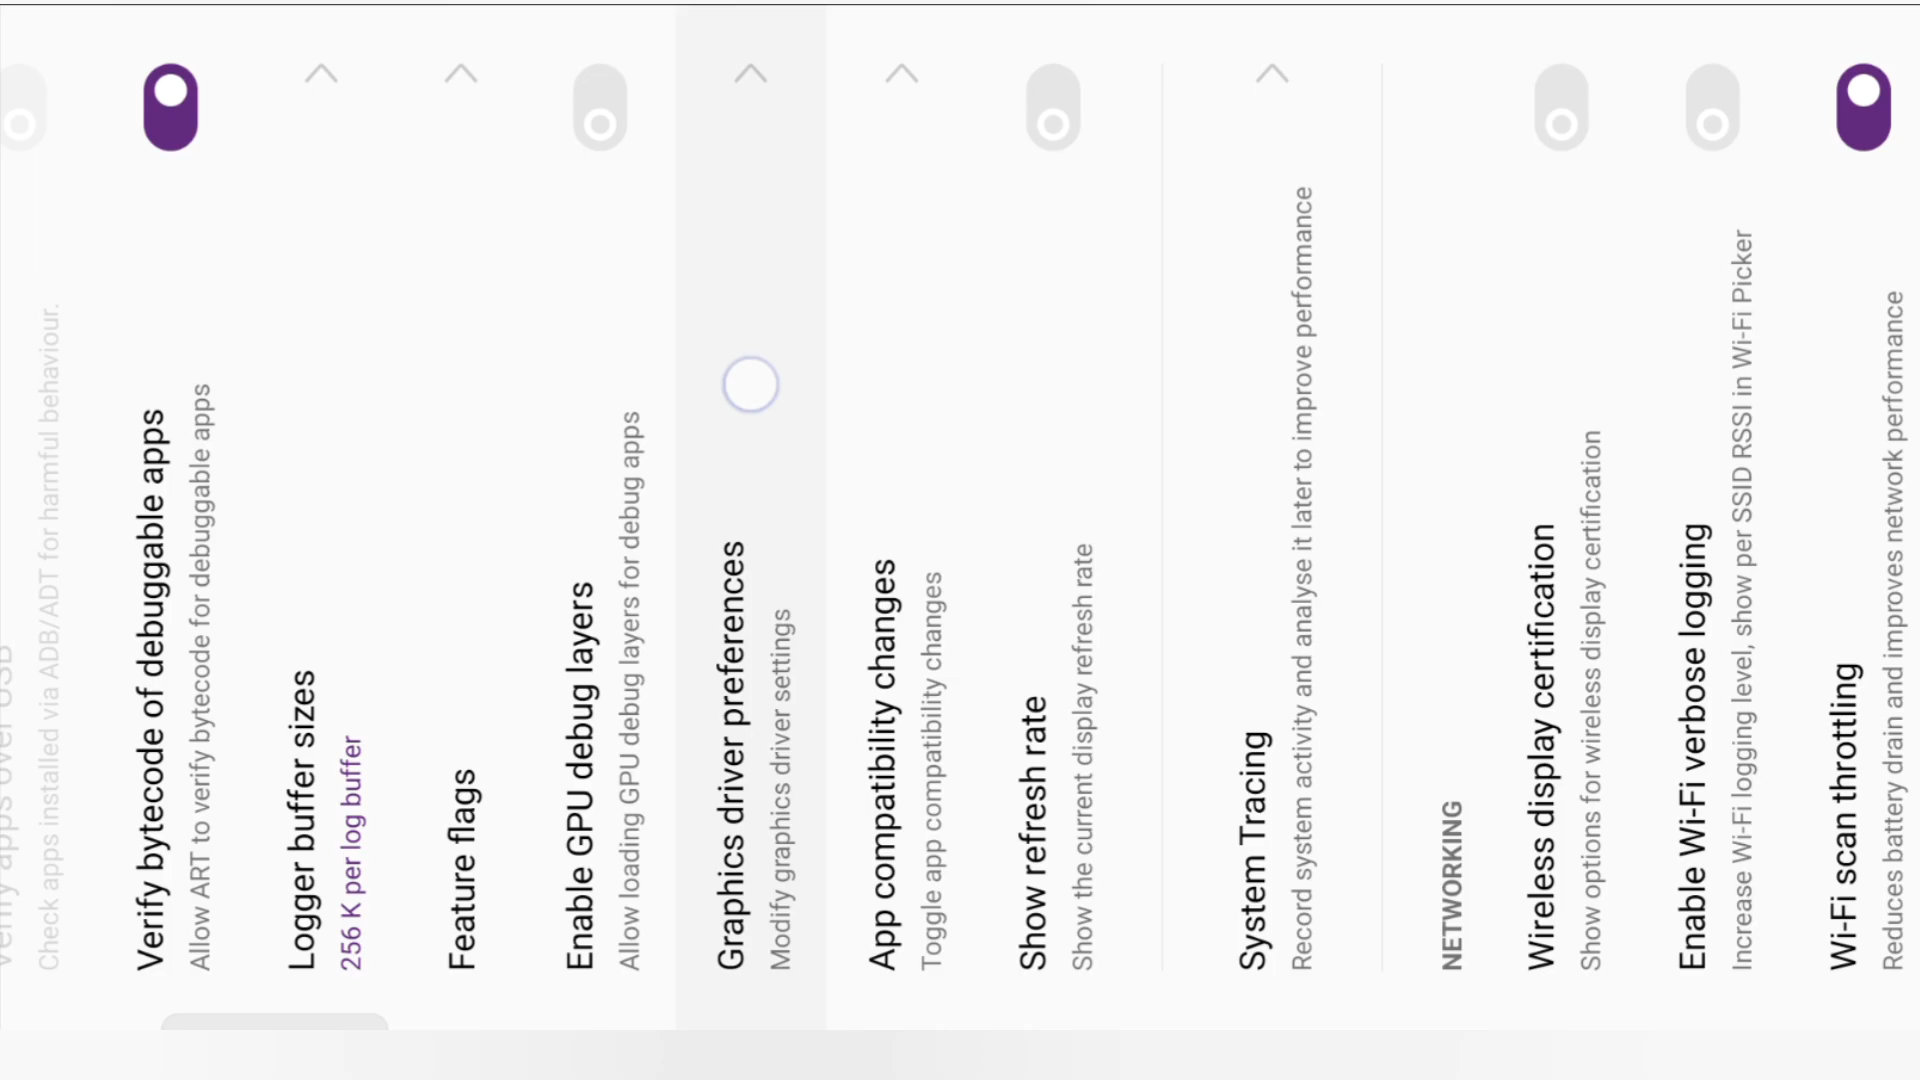 Verify apps over USB
Check apps installed via ADB/ADT for harmful behaviour.
Verify bytecode of debuggable apps
Allow ART to verify bytecode for debuggable apps
Logger buffer sizes
256 K per log buffer
Feature flags
Enable GPU debug layers
Allow loading GPU debug layers for debug apps
Graphics driver preferences
Modify graphics driver settings
App compatibility changes
Toggle app compatibility changes
Show refresh rate
Show the current display refresh rate
System Tracing
Record system activity and analyse it later to improve performance
NETWORKING
Wireless display certification
Show options for wireless display certification
Enable Wi-Fi verbose logging
Increase Wi-Fi logging level, show per SSID RSSI in Wi-Fi Picker
Wi-Fi scan throttling
Reduces battery drain and improves network performance